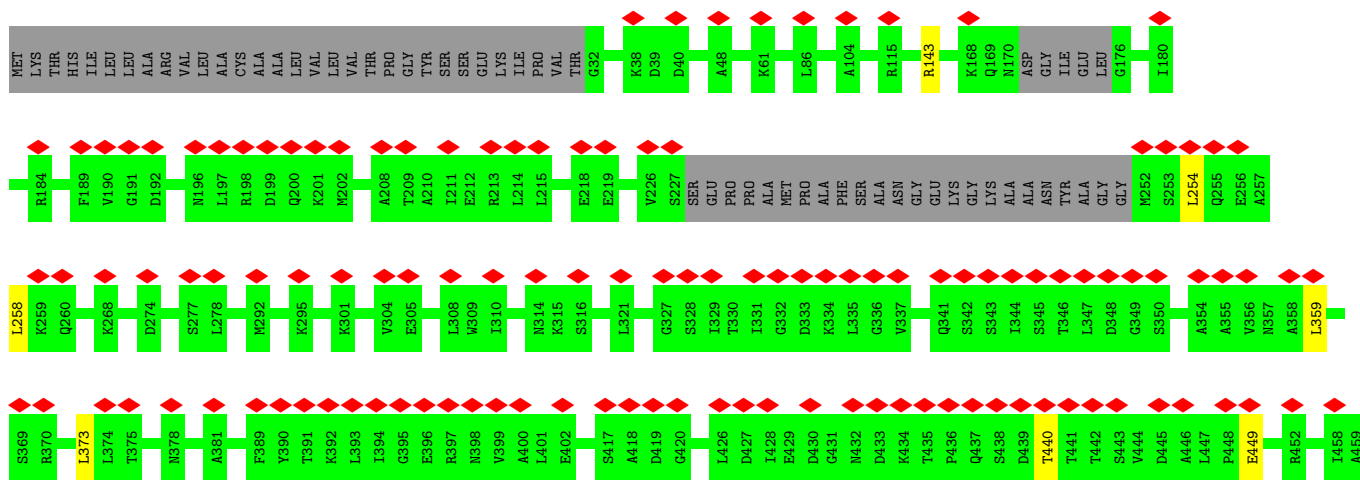 MET LYS THR HIS ILE LEU LEU ALA ARG VAL LEU ALA CYS ALA ALA LEU VAL LEU VAL THR PRO GLY TYR SER SER GLU LYS ILE PRO VAL THR G32 K38 D39 D40 A48 K61 L86 A104 R115 R143 K168 Q169 N170 ASP GLY ILE GLU LEU G176 I180
R184 F189 V190 G191 D192 N196 L197 R198 D199 Q200 K201 M202 A208 T209 A210 I211 E212 R213 L214 L215 E218 E219 V226 S227 SER GLU PRO PRO ALA MET PRO ALA PHE SER ALA ASN GLY GLU LYS GLY LYS ALA ALA ASN TYR ALA GLY GLY M252 S253 L254 Q255 E256 A257
L258 K259 Q260 K268 D274 S277 L278 M292 K295 K301 V304 E305 L308 W309 I310 N314 K315 S316 L321 G327 S328 I329 T330 I331 G332 D333 K334 L335 G336 V337 Q341 S342 S343 I344 S345 T346 L347 D348 G349 S350 A354 A355 V356 N357 A358 L359
S369 R370 L373 L374 T375 N378 A381 F389 Y390 T391 K392 L393 I394 G395 E396 R397 N398 V399 A400 L401 E402 S417 A418 D419 G420 L426 D427 I428 E429 D430 G431 N432 D433 K434 T435 P436 Q437 S438 D439 T440 T441 T442 S443 V444 D445 A446 L447 P448 E449 R452 I458 A459